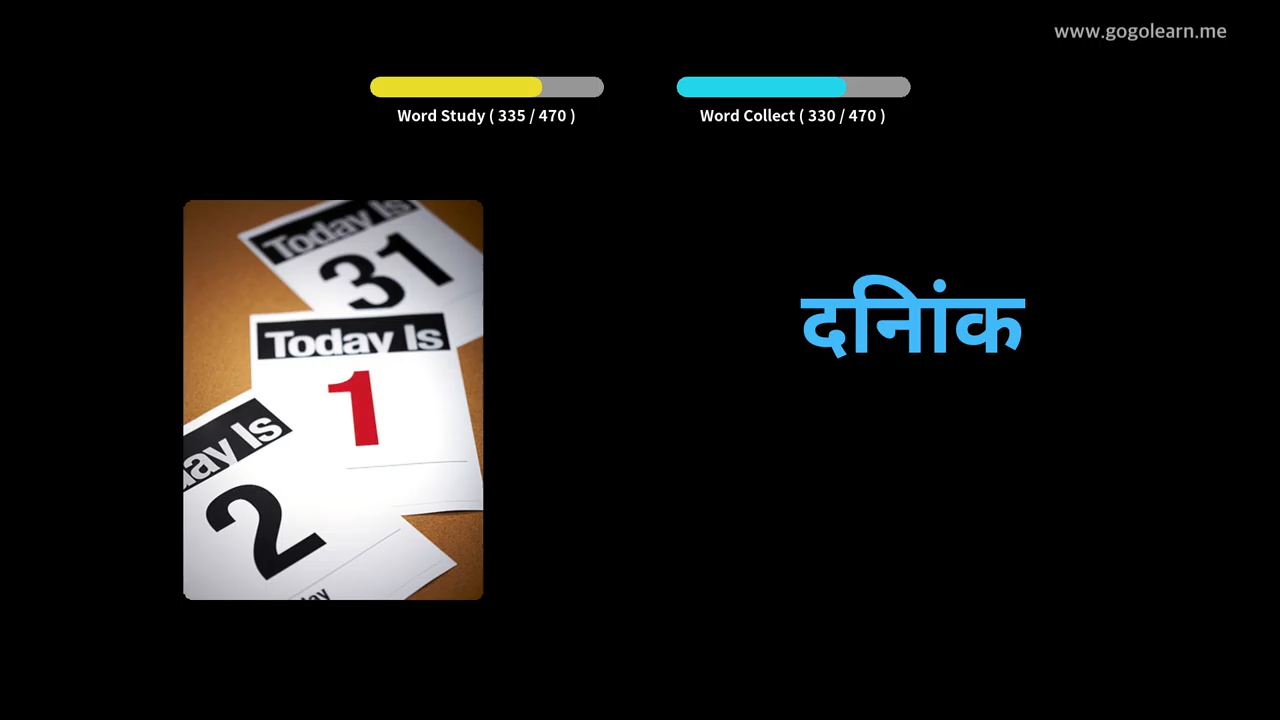 www.gogolearn.me
Word Study ( 335 / 470 )
Word Collect ( 330 / 470 )
Today Is
31
Today Is
1
day Is
2
दनिांक